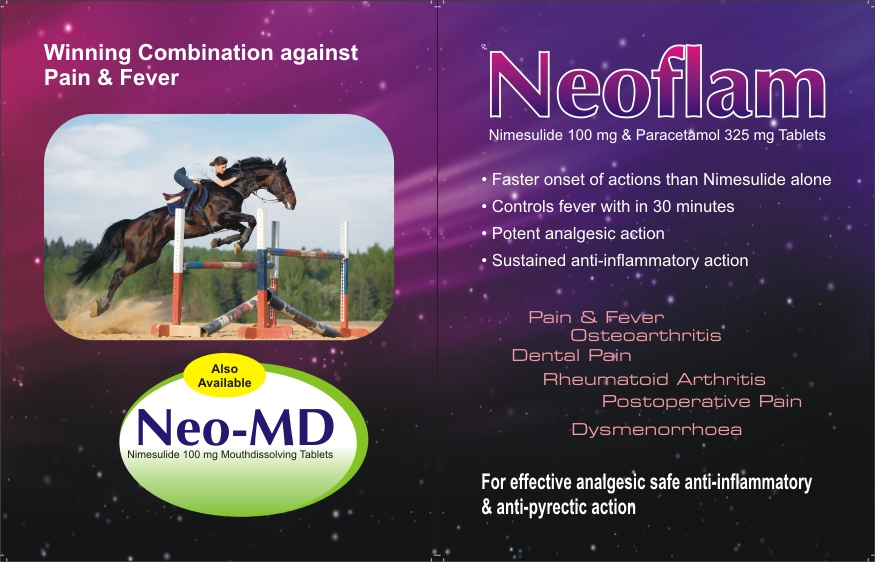 Winning Combination against
Pain & Fever
Also
Available
Neo-MD
Nimesulide 100 mg Mouthdissolving Tablets
Rx
Neoflam
Nimesulide 100 mg & Paracetamol 325 mg Tablets
• Faster onset of actions than Nimesulide alone
• Controls fever with in 30 minutes
• Potent analgesic action
• Sustained anti-inflammatory action
Pain & Fever
Osteoarthritis
Dental Pain
Rheumatoid Arthritis
Postoperative Pain
Dysmenorrhoea
For effective analgesic safe anti-inflammatory
& anti-pyrectic action